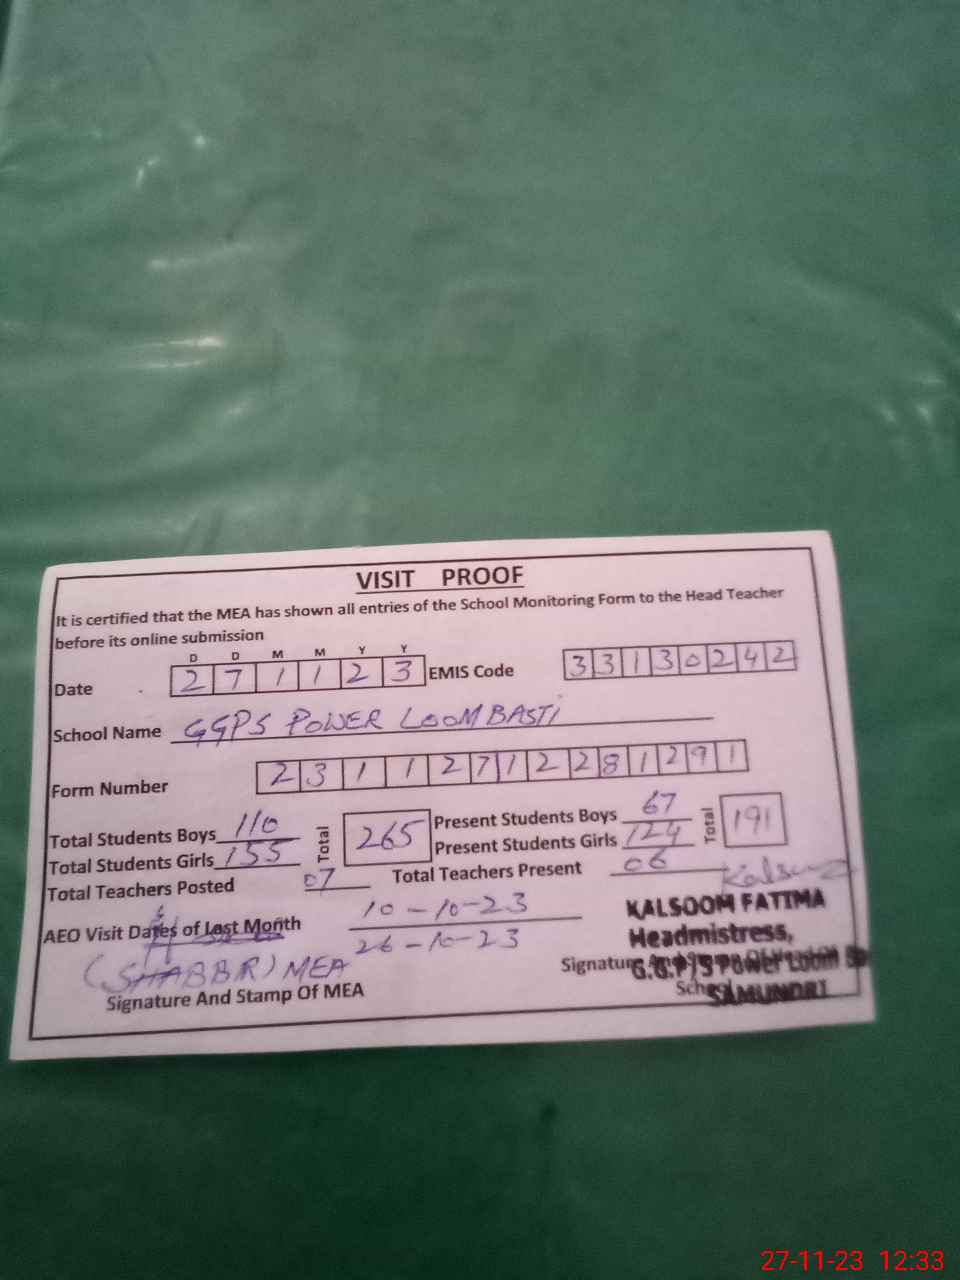 VISIT PROOF
It is certified that the MEA has shown all entries of the School Monitoring Form to the Head Teacher
before its online submission
D D M M Y Y
Date 2 7 1 1 2 3 EMIS Code 3 3 1 3 0 2 4 2
School Name GGPS POWER LOOM BASTI
Form Number 2 3 1 1 2 7 1 2 2 8 1 2 9 1
Total Students Boys 110 Total 265 Present Students Boys 67 Total 191
Total Students Girls 155 Present Students Girls 124
Total Teachers Posted 07 Total Teachers Present 06
AEO Visit Dates of Last Month 10-10-23
26-10-23
(SHABBIR) MEA
Signature And Stamp Of MEA
KALSOOM FATIMA
Headmistress,
Signature
G.G.P/S Power Loom
School
SAMUNDRI
27-11-23 12:33